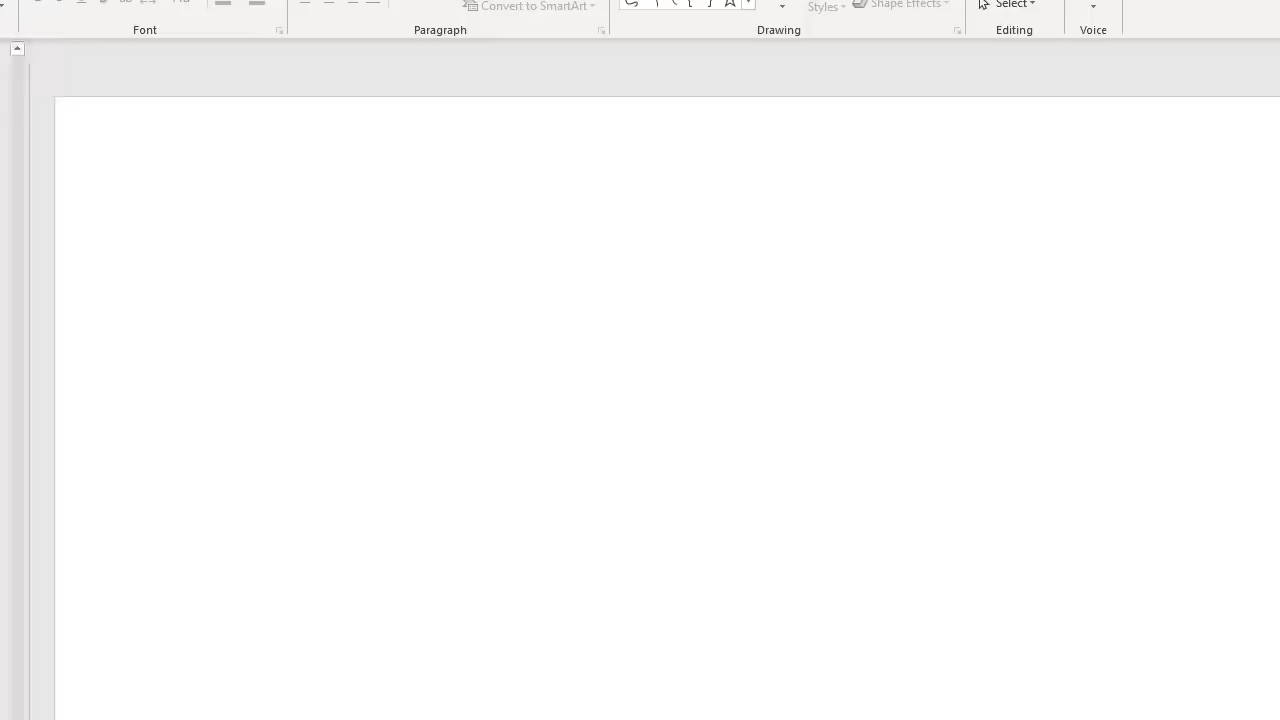 Convert to SmartArt
Styles
Shape Effects
Select
Font
Paragraph
Drawing
Editing
Voice